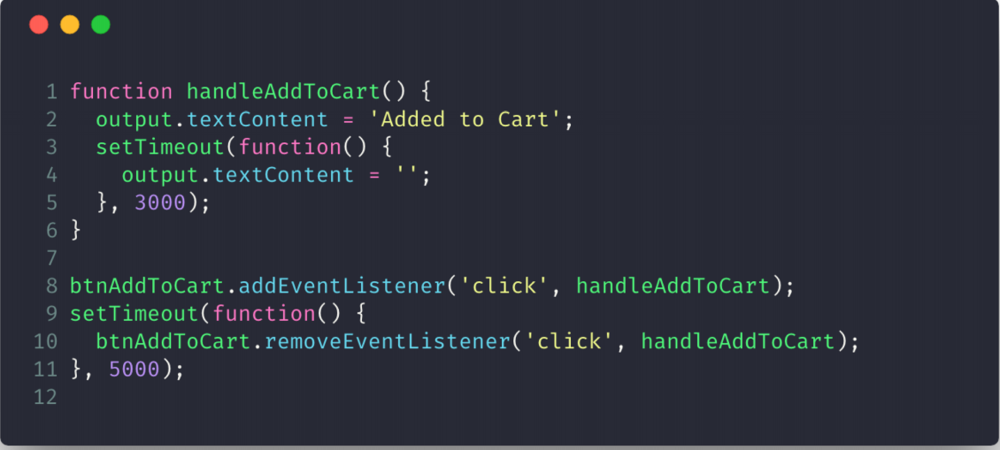 1 function handleAddToCart() {
2   output.textContent = 'Added to Cart';
3   setTimeout(function() {
4     output.textContent = '';
5   }, 3000);
6 }
7
8 btnAddToCart.addEventListener('click', handleAddToCart);
9 setTimeout(function() {
10   btnAddToCart.removeEventListener('click', handleAddToCart);
11 }, 5000);
12